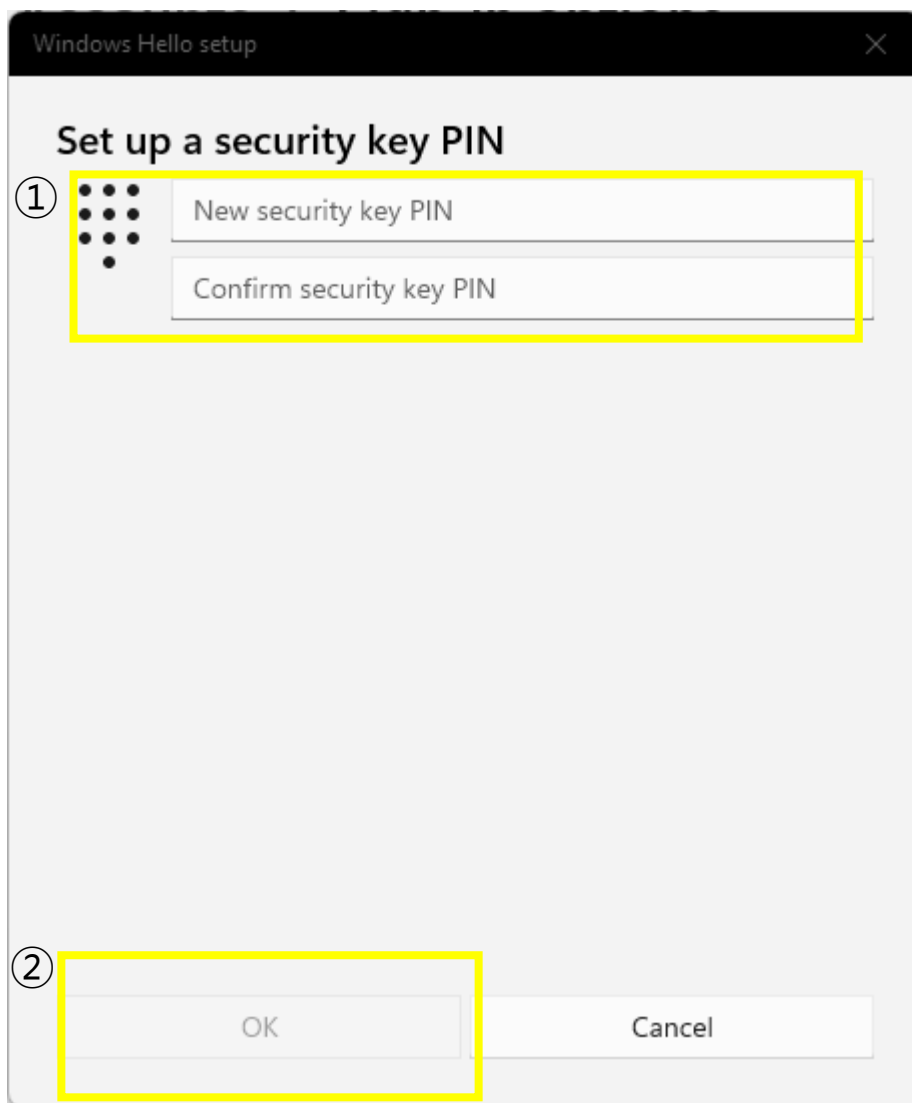 Windows Hello setup
Set up a security key PIN
①
New security key PIN
Confirm security key PIN
②
OK
Cancel